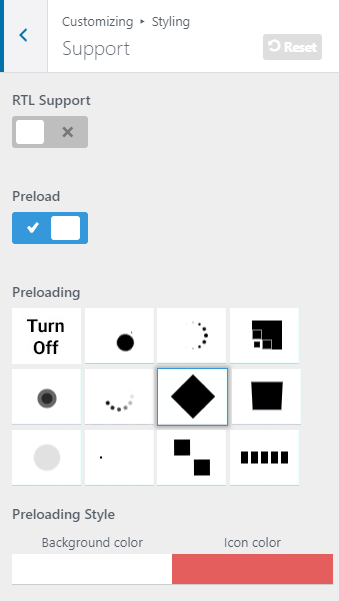 Customizing ▸ Styling
Support
Reset
RTL Support
Preload
Preloading
Turn
Off
Preloading Style
Background color Icon color